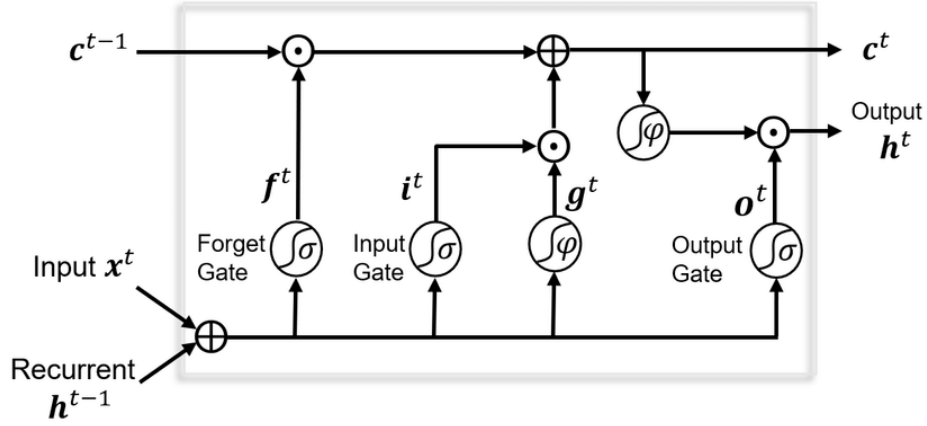 c^{t−1}
c^t
φ
Output
h^t
f^t
i^t
g^t
o^t
Forget
Gate
σ
Input
Gate
σ
φ
Output
Gate
σ
Input x^t
Recurrent
h^{t−1}